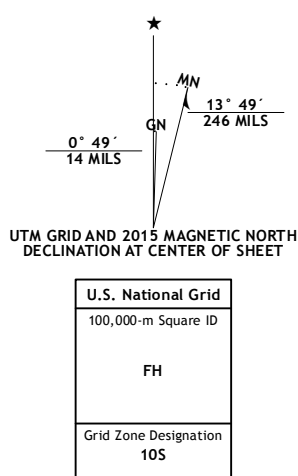 ★
MN
GN
13° 49´
246 MILS
0° 49´
14 MILS
UTM GRID AND 2015 MAGNETIC NORTH
DECLINATION AT CENTER OF SHEET
U.S. National Grid
100,000-m Square ID
FH
Grid Zone Designation
10S